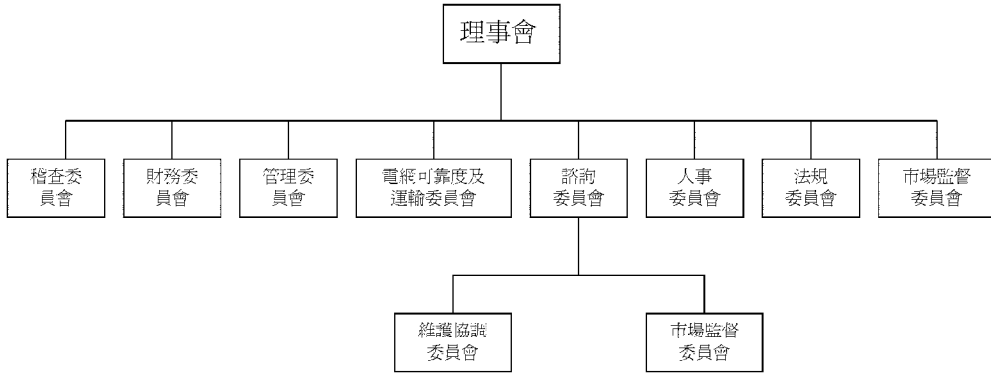 理事會
稽查委
員會
財務委
員會
管理委
員會
電網可靠度及
運輸委員會
諮詢
委員會
人事
委員會
法規
委員會
市場監督
委員會
維護協調
委員會
市場監督
委員會